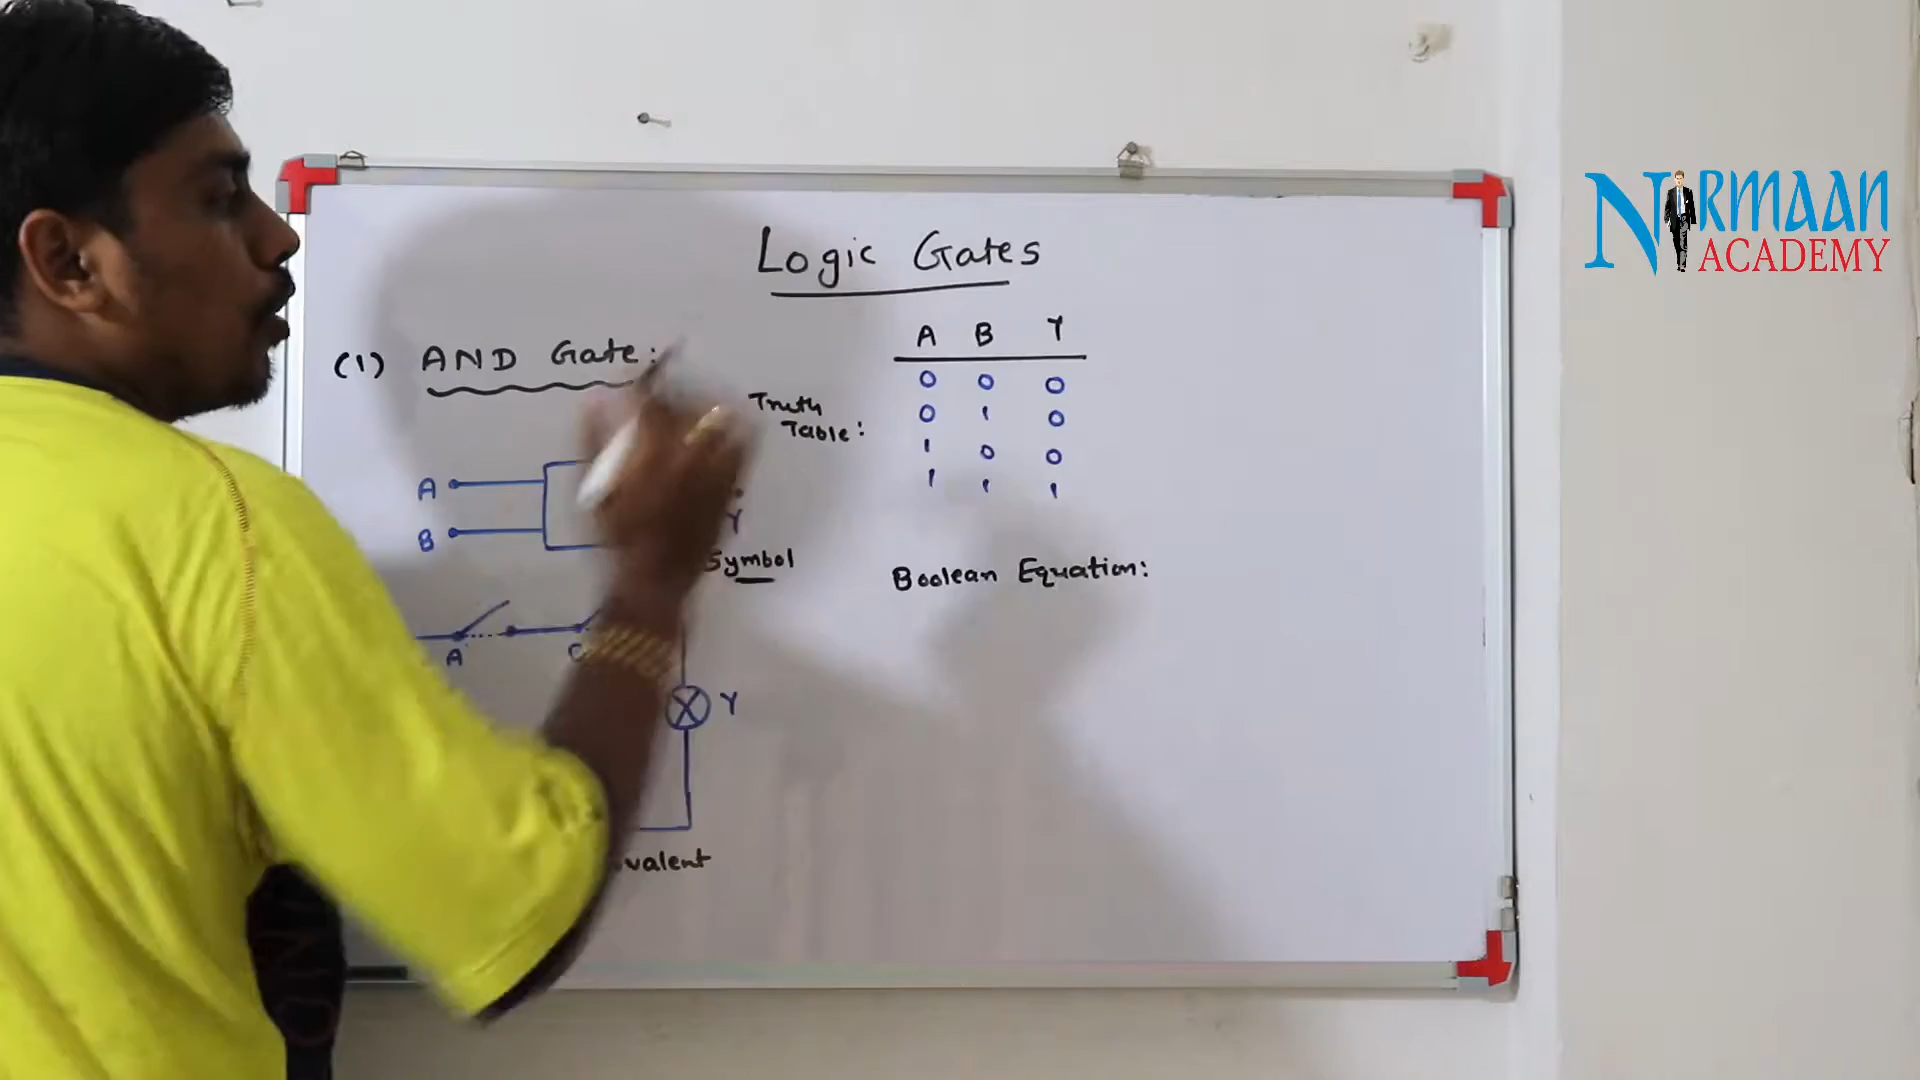 Logic Gates
(1) AND Gate:
A
B
Y
Symbol
A
Y
Truth
Table:
A B Y
0 0 0
0 1 0
1 0 0
1 1 1
Boolean Equation:
NIRMAAN
ACADEMY